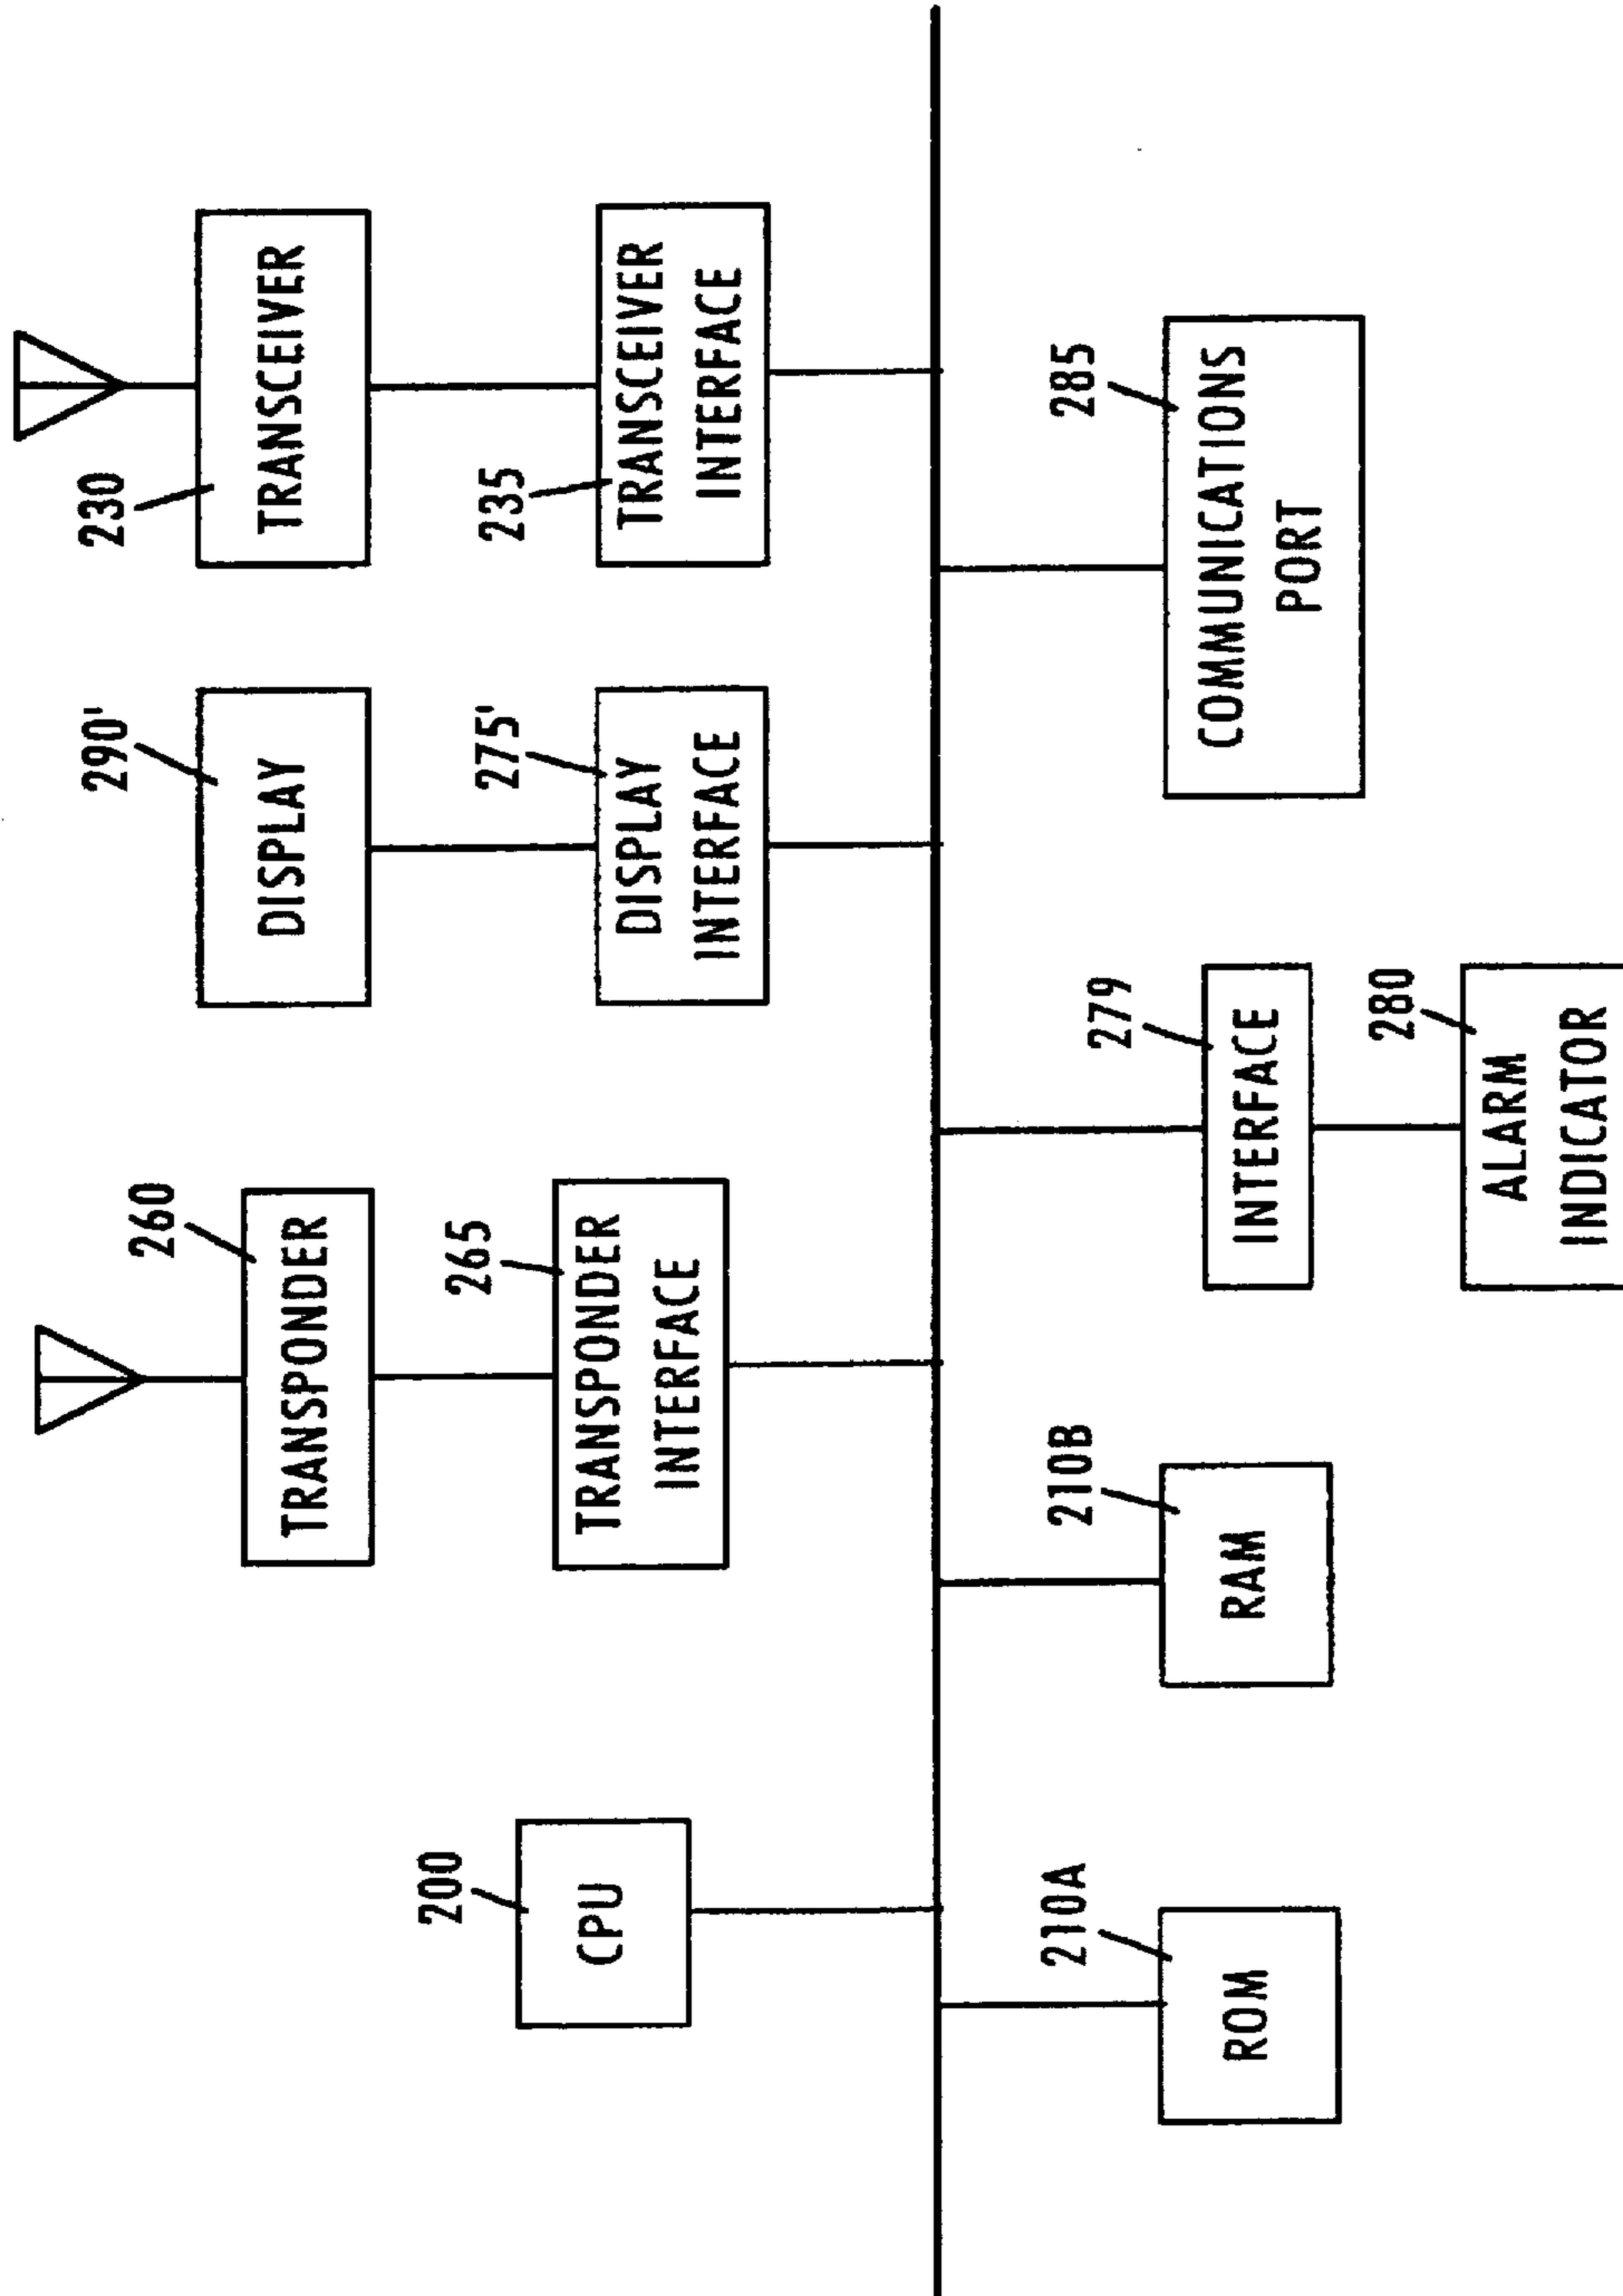 200
CPU
260
TRANSPONDER
265
TRANSPONDER
INTERFACE
290'
DISPLAY
275'
DISPLAY
INTERFACE
230
TRANSCEIVER
235
TRANSCEIVER
INTERFACE
210A
ROM
210B
RAM
279
INTERFACE
280
ALARM
INDICATOR
285
COMMUNICATIONS
PORT